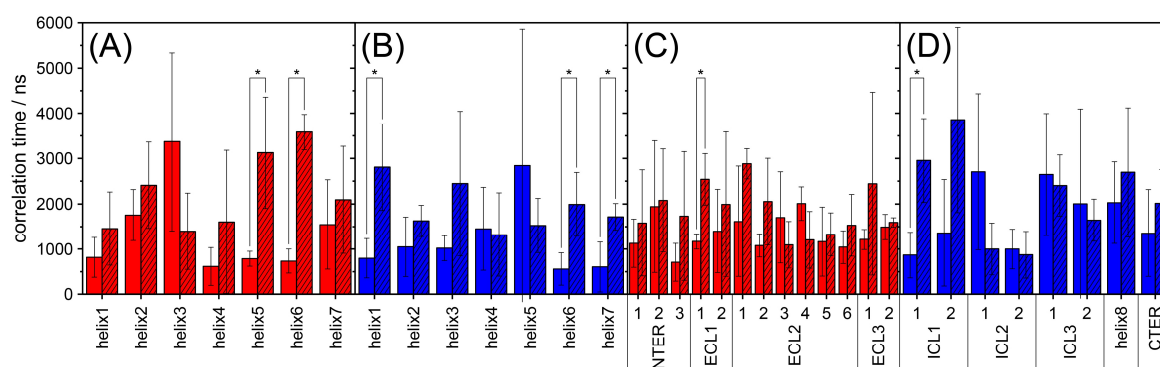 correlation time / ns
6000
5000
4000
3000
2000
1000
0
(A)
(B)
(C)
(D)
* * * * * * *
helix1 helix2 helix3 helix4 helix5 helix6 helix7
helix1 helix2 helix3 helix4 helix5 helix6 helix7
1 2 3 1 2 1 2 3 4 5 6 1 2
NTER ECL1 ECL2 ECL3
1 2 1 2 1 2
ICL1 ICL2 ICL3 helix8 CTER